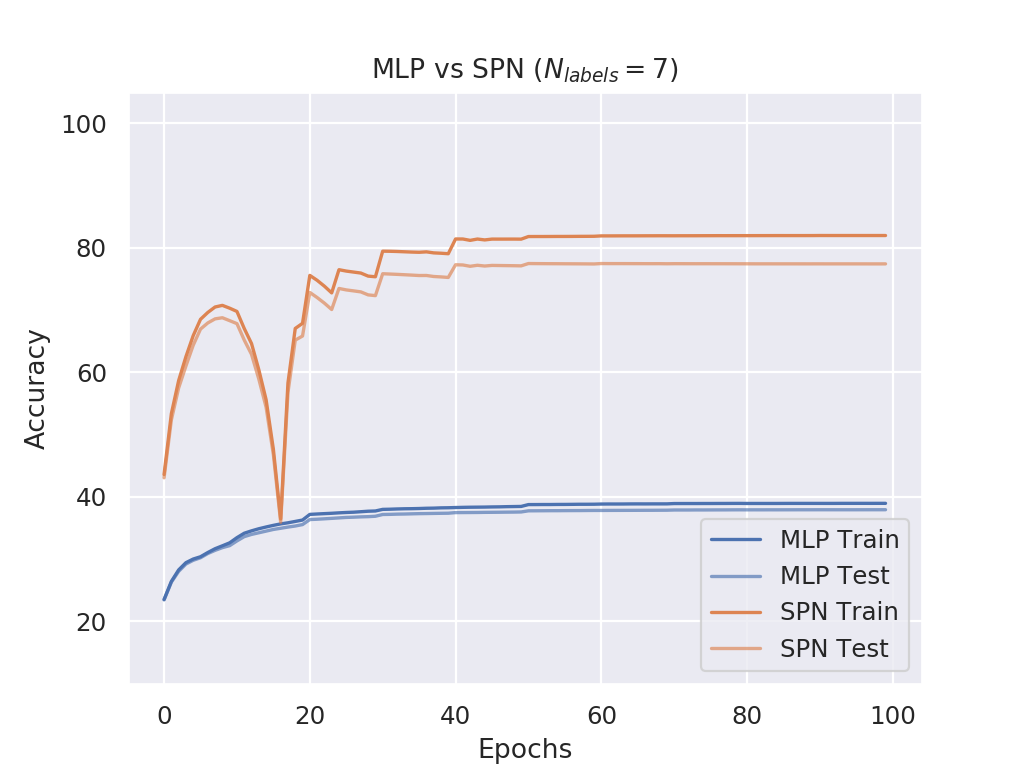 MLP vs SPN (N_labels = 7)
100
80
60
40
20
Accuracy
0 20 40 60 80 100
Epochs
MLP Train
MLP Test
SPN Train
SPN Test